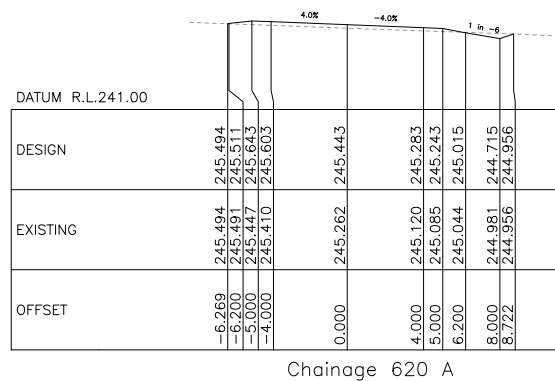 4.0% -4.0% 1 in -6
DATUM R.L.241.00
DESIGN 245.494 245.511 245.643 245.603 245.443 245.283 245.243 245.015 244.715 244.956
EXISTING 245.494 245.491 245.447 245.410 245.262 245.120 245.085 245.044 244.981 244.956
OFFSET -6.269 -6.200 -5.000 -4.000 0.000 4.000 5.000 6.200 8.000 8.722
Chainage 620 A